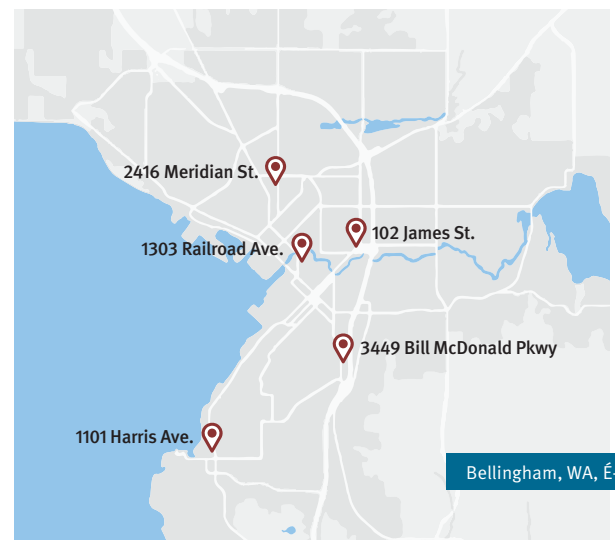 2416 Meridian St.
1303 Railroad Ave.
102 James St.
3449 Bill McDonald Pkwy
1101 Harris Ave.
Bellingham, WA, É-